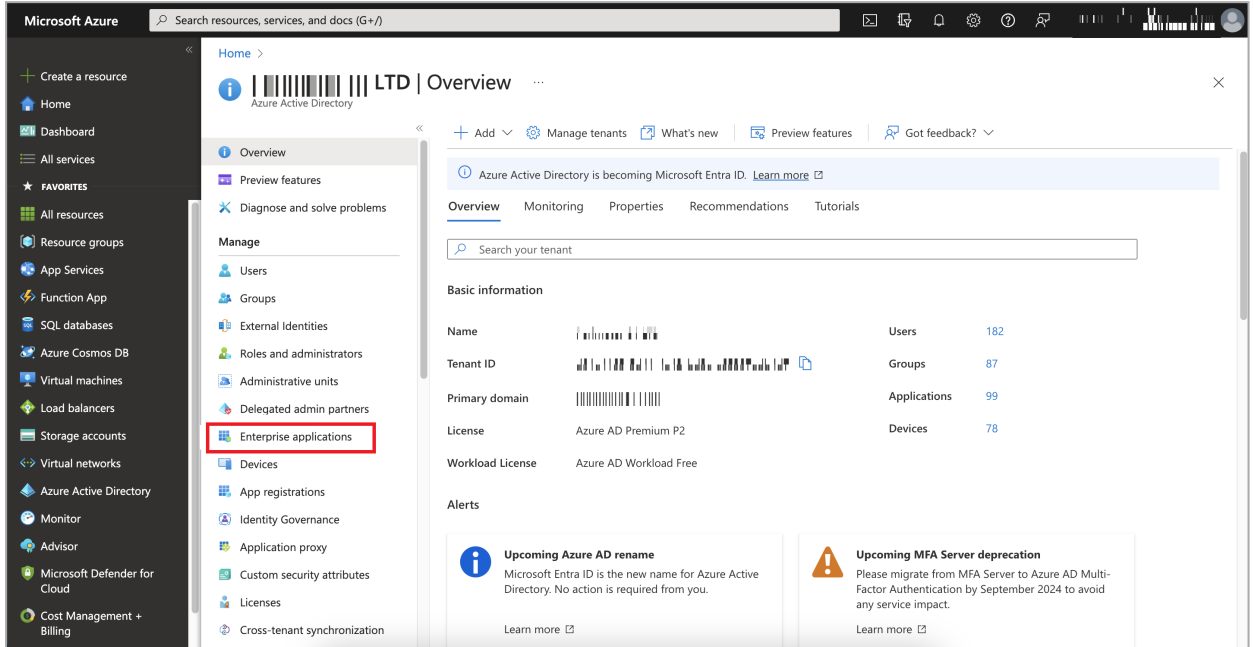 Microsoft Azure
Search resources, services, and docs (G+/)
Create a resource
Home
Dashboard
All services
FAVORITES
All resources
Resource groups
App Services
Function App
SQL databases
Azure Cosmos DB
Virtual machines
Load balancers
Storage accounts
Virtual networks
Azure Active Directory
Monitor
Advisor
Microsoft Defender for
Cloud
Cost Management +
Billing
Home >
LTD | Overview ...
Azure Active Directory
Overview
Preview features
Diagnose and solve problems
Manage
Users
Groups
External Identities
Roles and administrators
Administrative units
Delegated admin partners
Enterprise applications
Devices
App registrations
Identity Governance
Application proxy
Custom security attributes
Licenses
Cross-tenant synchronization
Add Manage tenants What's new Preview features Got feedback?
Azure Active Directory is becoming Microsoft Entra ID. Learn more
Overview Monitoring Properties Recommendations Tutorials
Search your tenant
Basic information
Name
Tenant ID
Primary domain
License Azure AD Premium P2
Workload License Azure AD Workload Free
Users 182
Groups 87
Applications 99
Devices 78
Alerts
Upcoming Azure AD rename
Microsoft Entra ID is the new name for Azure Active
Directory. No action is required from you.
Learn more
Upcoming MFA Server deprecation
Please migrate from MFA Server to Azure AD Multi-
Factor Authentication by September 2024 to avoid
any service impact.
Learn more